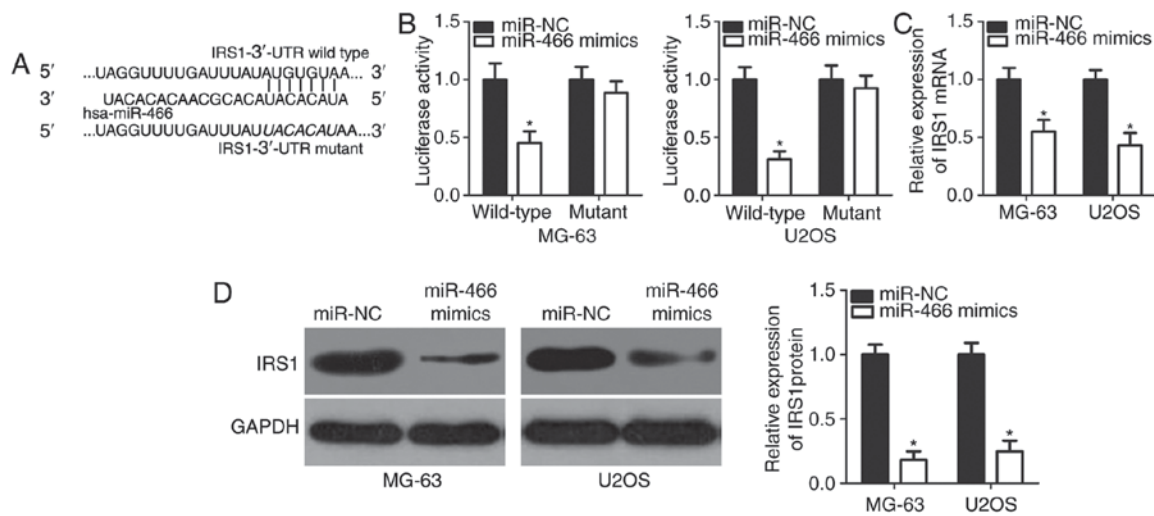 A
IRS1-3′-UTR wild type
5′ ...UAGGUUUUGAUUUAUAUGUGUAA... 3′
3′ UACACACAACGCACAUACACAUA 5′
hsa-miR-466
5′ ...UAGGUUUUGAUUUAUUACACAUAA...3′
IRS1-3′-UTR mutant
B
miR-NC
miR-466 mimics
Luciferase activity
1.5
1.0
0.5
0.0
Wild-type Mutant
MG-63
miR-NC
miR-466 mimics
Luciferase activity
1.5
1.0
0.5
0.0
* *
Wild-type Mutant
U2OS
C
miR-NC
miR-466 mimics
Relative expression
of IRS1 mRNA
1.5
1.0
0.5
0.0
* *
MG-63 U2OS
D
miR-NC miR-466 mimics miR-NC miR-466 mimics
IRS1
GAPDH
MG-63 U2OS
miR-NC
miR-466 mimics
Relative expression
of IRS1protein
1.5
1.0
0.5
0.0
* *
MG-63 U2OS